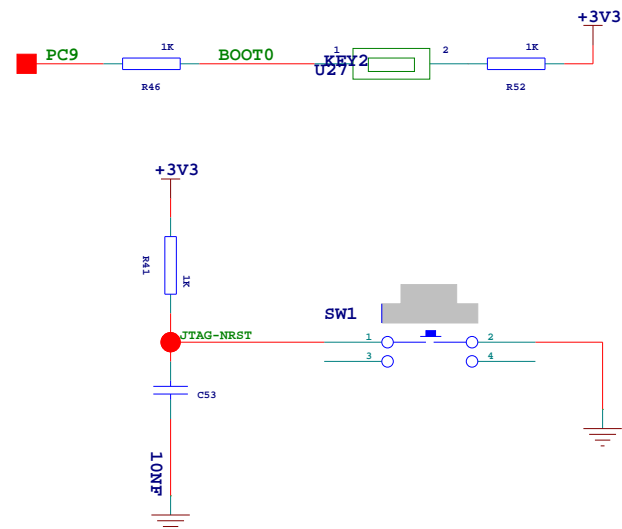 +3V3
PC9
1K
R46
BOOT0
1
KEY2
U27
2
1K
R52
+3V3
R41
1K
JTAG-NRST
C53
10NF
SW1
1
2
3
4